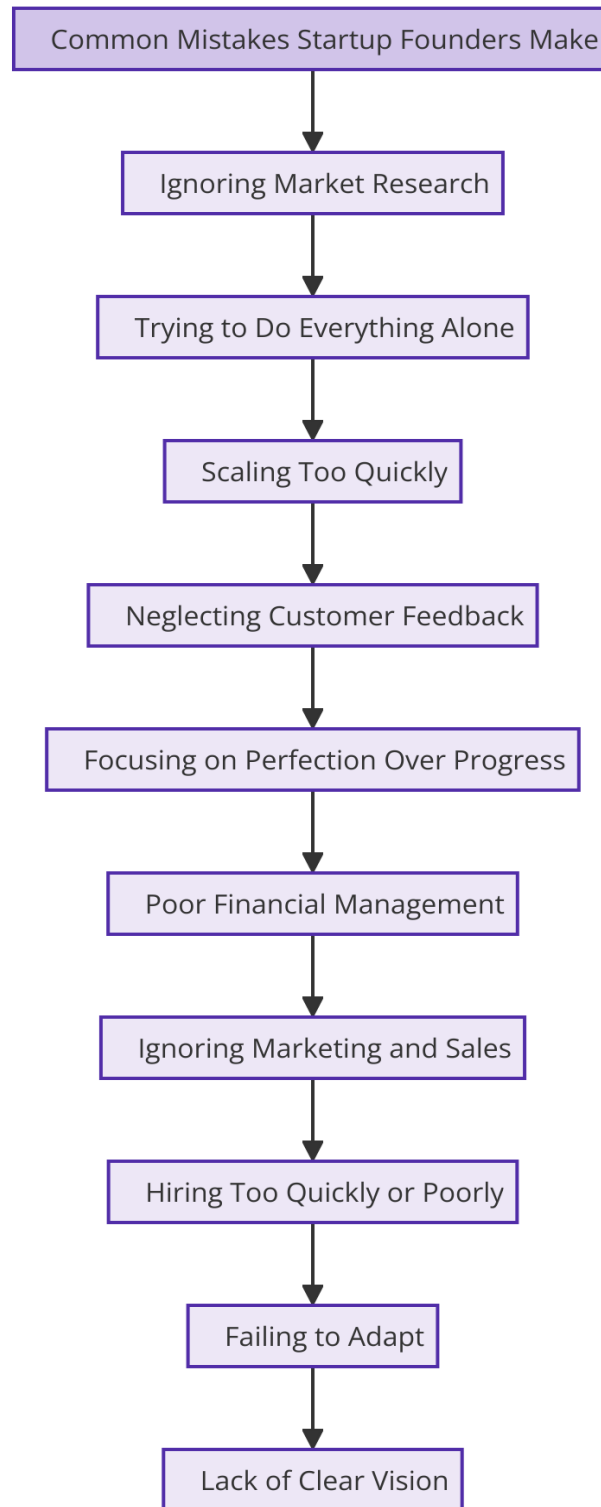 Common Mistakes Startup Founders Make
Ignoring Market Research
Trying to Do Everything Alone
Scaling Too Quickly
Neglecting Customer Feedback
Focusing on Perfection Over Progress
Poor Financial Management
Ignoring Marketing and Sales
Hiring Too Quickly or Poorly
Failing to Adapt
Lack of Clear Vision